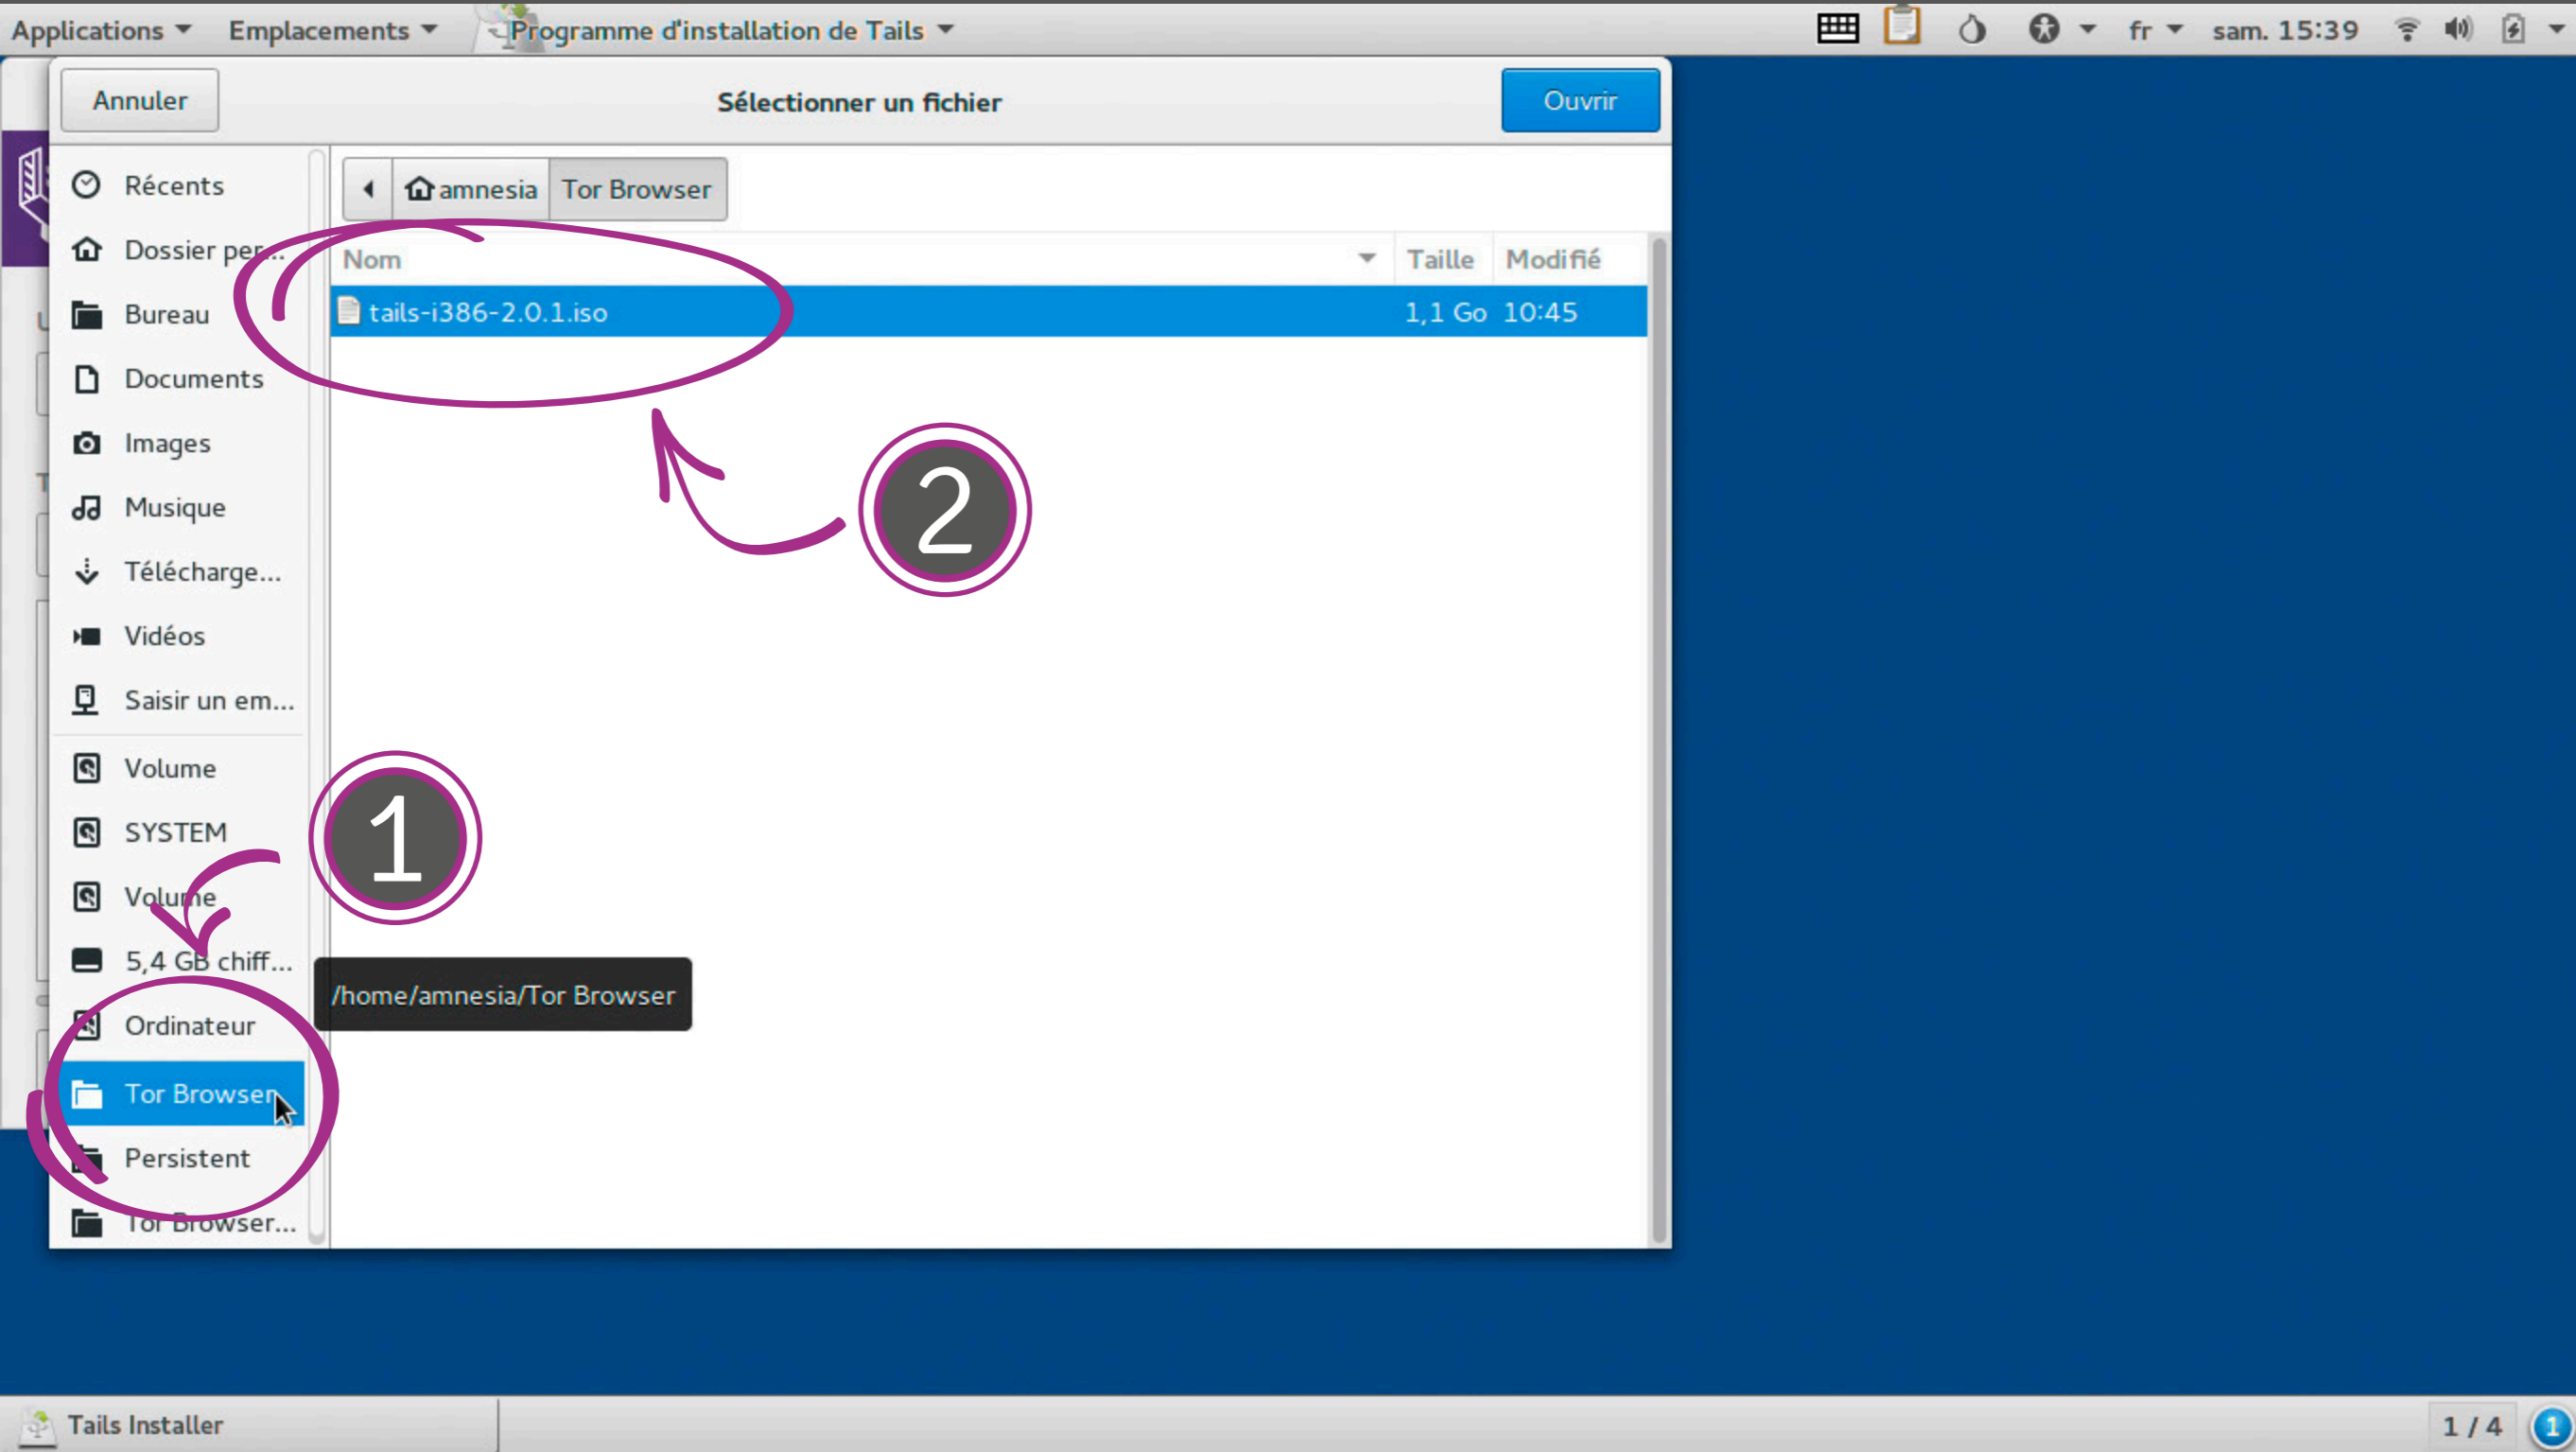 Applications Emplacements Programme d'installation de Tails fr sam. 15:39
Annuler Sélectionner un fichier Ouvrir
Récents
Dossier per...
Bureau
Documents
Images
Musique
Télécharge...
Vidéos
Saisir un em...
Volume
SYSTEM
Volume
5,4 GB chiff...
Ordinateur
Tor Browser
Persistent
Tor Browser...
amnesia Tor Browser
Nom Taille Modifié
tails-i386-2.0.1.iso 1,1 Go 10:45
2
1
/home/amnesia/Tor Browser
Tails Installer 1 / 4 1